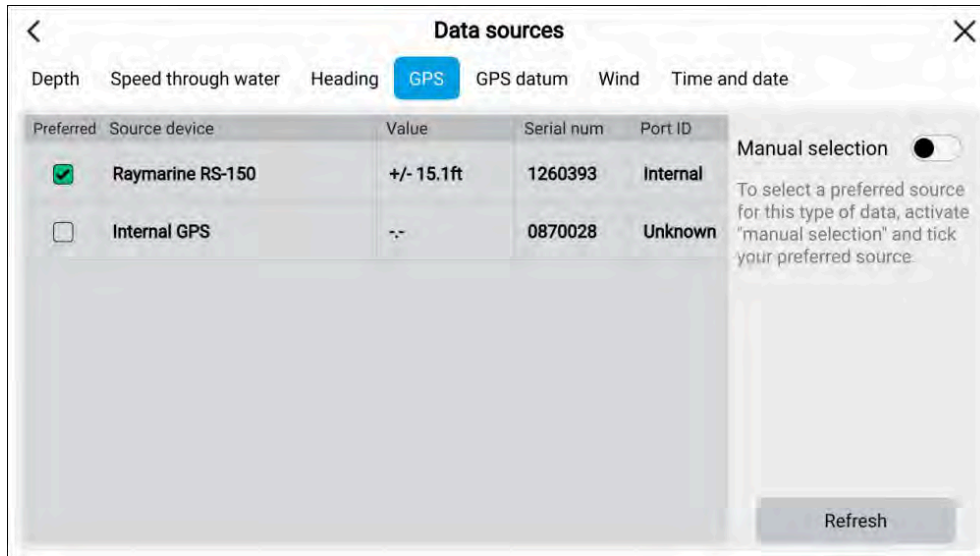 Data sources
Depth Speed through water Heading GPS GPS datum Wind Time and date
Preferred Source device Value Serial num Port ID
Raymarine RS-150 +/- 15.1ft 1260393 Internal
Internal GPS -.- 0870028 Unknown
Manual selection
To select a preferred source
for this type of data, activate
"manual selection" and tick
your preferred source.
Refresh